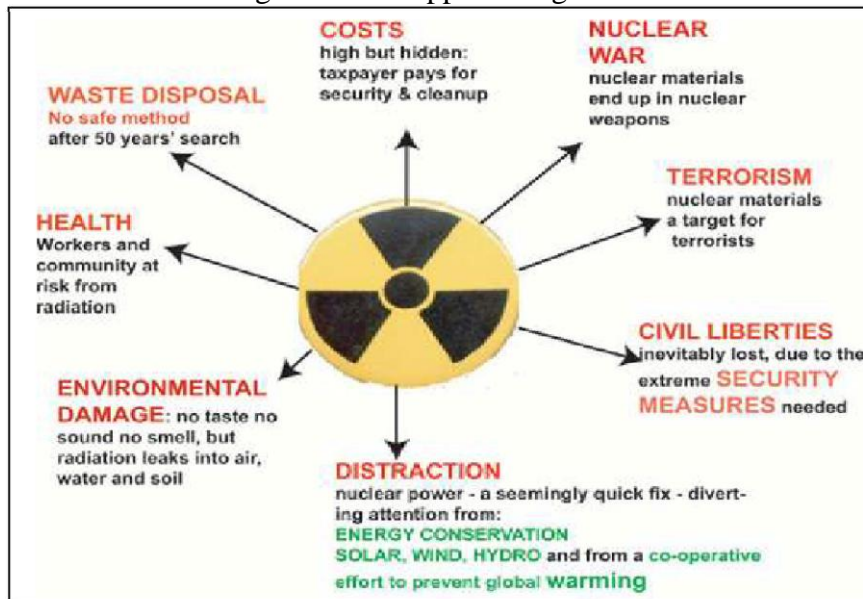 COSTS
high but hidden:
taxpayer pays for
security & cleanup
NUCLEAR
WAR
nuclear materials
end up in nuclear
weapons
WASTE DISPOSAL
No safe method
after 50 years' search
TERRORISM
nuclear materials
a target for
terrorists
HEALTH
Workers and
community at
risk from
radiation
CIVIL LIBERTIES
inevitably lost, due to the
extreme SECURITY
MEASURES needed
ENVIRONMENTAL
DAMAGE: no taste no
sound no smell, but
radiation leaks into air,
water and soil
DISTRACTION
nuclear power - a seemingly quick fix - divert-
ing attention from:
ENERGY CONSERVATION
SOLAR, WIND, HYDRO and from a co-operative
effort to prevent global warming